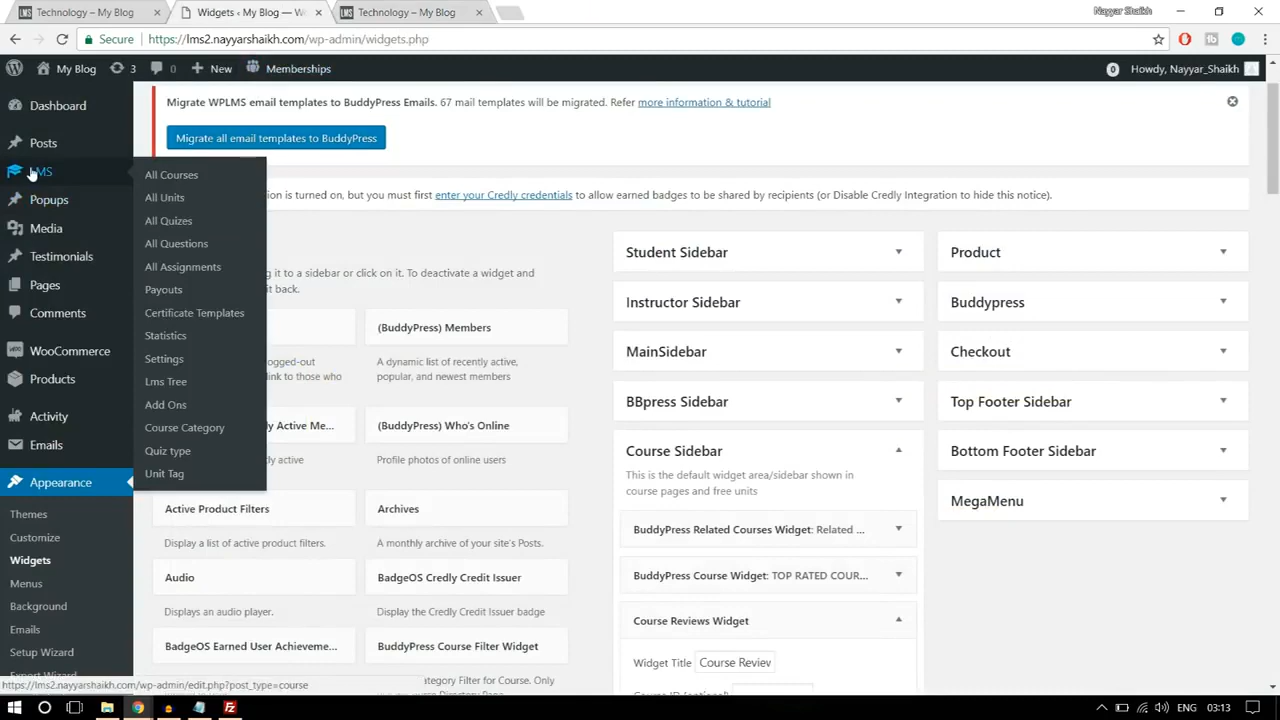 Technology – My Blog
Widgets ‹ My Blog — W
Technology – My Blog
Nayyar Shaikh
Secure
https://lms2.nayyarshaikh.com/wp-admin/widgets.php
My Blog
3
0
New
Memberships
0
Howdy, Nayyar_Shaikh
Dashboard
Posts
LMS
Popups
Media
Testimonials
Pages
Comments
WooCommerce
Products
Activity
Emails
Appearance
Themes
Customize
Widgets
Menus
Background
Emails
Setup Wizard
Export Wizard
All Courses
All Units
All Quizes
All Questions
All Assignments
Payouts
Certificate Templates
Statistics
Settings
Lms Tree
Add Ons
Course Category
Quiz type
Unit Tag
Migrate WPLMS email templates to BuddyPress Emails. 67 mail templates will be migrated. Refer more information & tutorial
Migrate all email templates to BuddyPress
ion is turned on, but you must first enter your Credly credentials to allow earned badges to be shared by recipients (or Disable Credly Integration to hide this notice).
g it to a sidebar or click on it. To deactivate a widget and
it back.
(BuddyPress) Members
ogged-out
link to those who
A dynamic list of recently active,
popular, and newest members
ly Active Me...
(BuddyPress) Who's Online
ly active
Profile photos of online users
Active Product Filters
Archives
Display a list of active product filters.
A monthly archive of your site's Posts.
Audio
BadgeOS Credly Credit Issuer
Displays an audio player.
Display the Credly Credit Issuer badge
BadgeOS Earned User Achieveme...
BuddyPress Course Filter Widget
ategory Filter for Course. Only
Student Sidebar
Instructor Sidebar
MainSidebar
BBpress Sidebar
Course Sidebar
This is the default widget area/sidebar shown in
course pages and free units
BuddyPress Related Courses Widget: Related ...
BuddyPress Course Widget: TOP RATED COUR...
Course Reviews Widget
Widget Title
Course Review
Product
Buddypress
Checkout
Top Footer Sidebar
Bottom Footer Sidebar
MegaMenu
https://lms2.nayyarshaikh.com/wp-admin/edit.php?post_type=course
ENG
03:13